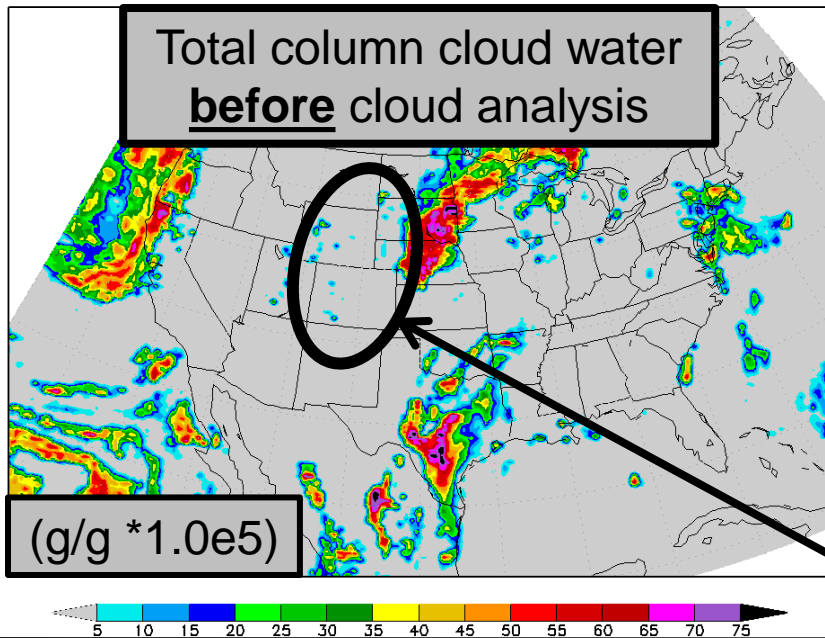 Total column cloud water
before cloud analysis
(g/g *1.0e5)
5 10 15 20 25 30 35 40 45 50 55 60 65 70 75